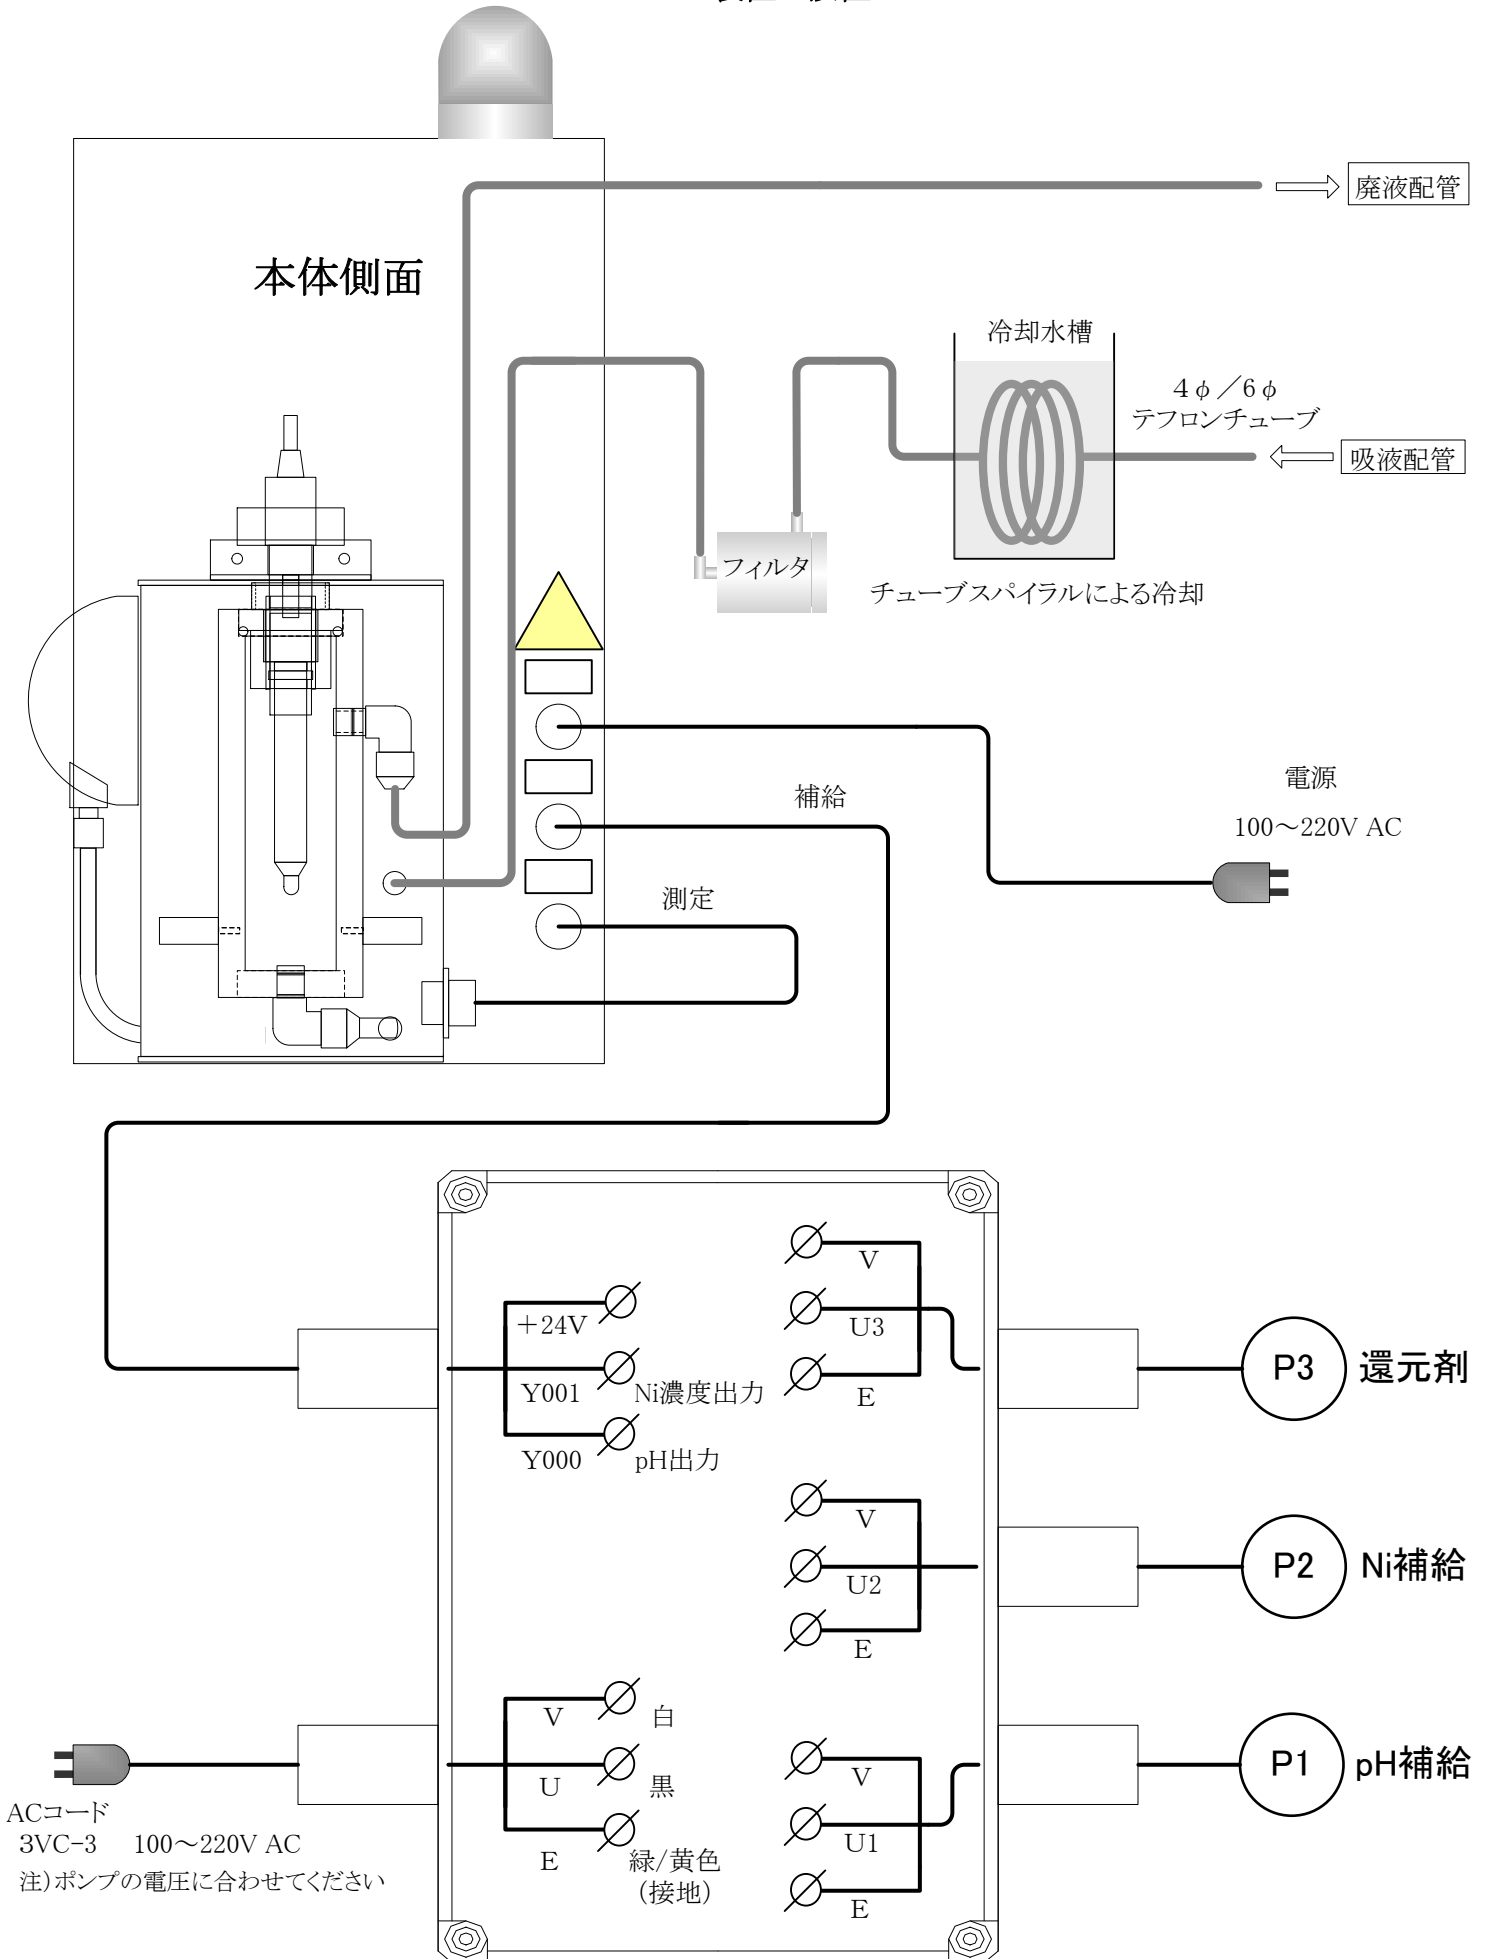 廃液配管
本体側面
冷却水槽
4φ/6φ
テフロンチューブ
吸液配管
フィルタ
チューブスパイラルによる冷却
電源
100～220V AC
補給
測定
V
+24V
U3
Y001
Ni濃度出力
E
P3
還元剤
Y000
pH出力
V
U2
E
P2
Ni補給
V
白
U
黒
E
緑/黄色
(接地)
V
U1
E
P1
pH補給
ACコード
3VC-3 100～220V AC
注)ポンプの電圧に合わせてください